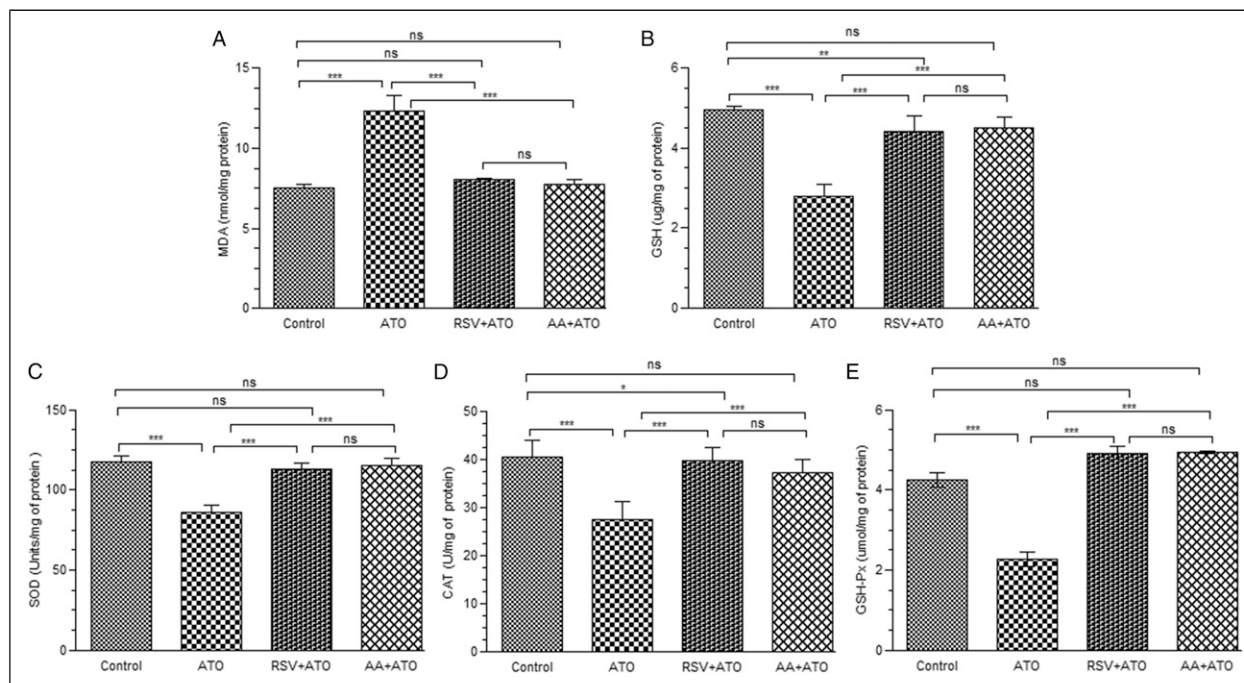 A
ns
ns
***
***
***
ns
15
10
5
0
MDA (nmol/mg protein)
Control
ATO
RSV+ATO
AA+ATO
B
ns
**
***
***
***
ns
6
4
2
0
GSH (ug/mg of protein)
Control
ATO
RSV+ATO
AA+ATO
C
ns
ns
***
***
***
ns
150
100
50
0
SOD (Units/mg of protein )
Control
ATO
RSV+ATO
AA+ATO
D
ns
*
***
***
***
ns
50
40
30
20
10
0
CAT (U/mg of protein)
Control
ATO
RSV+ATO
AA+ATO
E
ns
ns
***
***
***
ns
6
4
2
0
GSH-Px (umol/mg of protein)
Control
ATO
RSV+ATO
AA+ATO